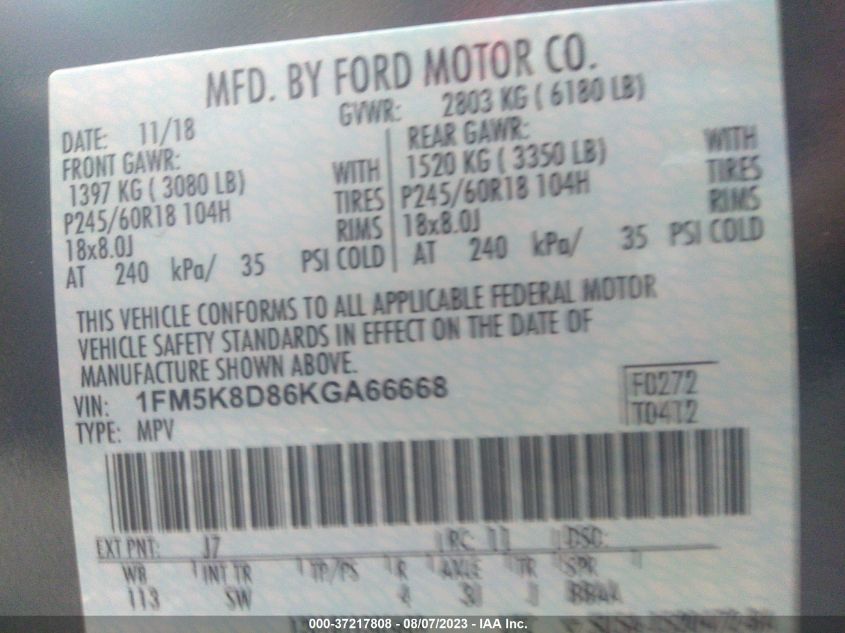 MFD. BY FORD MOTOR CO.
DATE: 11/18 GVWR: 2803 KG ( 6180 LB)
FRONT GAWR: REAR GAWR:
1397 KG ( 3080 LB) WITH 1520 KG ( 3350 LB) WITH
P245/60R18 104H TIRES P245/60R18 104H TIRES
18x8.0J RIMS 18x8.0J RIMS
AT 240 kPa/ 35 PSI COLD AT 240 kPa/ 35 PSI COLD
THIS VEHICLE CONFORMS TO ALL APPLICABLE FEDERAL MOTOR
VEHICLE SAFETY STANDARDS IN EFFECT ON THE DATE OF
MANUFACTURE SHOWN ABOVE.
VIN: 1FM5K8D86KGA66668 F0272
TYPE: MPV T0412
EXT PNT: J7 RC: 11 DSO:
WB INT TR TP/PS R AXLE TR SPR
113 SW
000-37217808 - 08/07/2023 - IAA Inc.